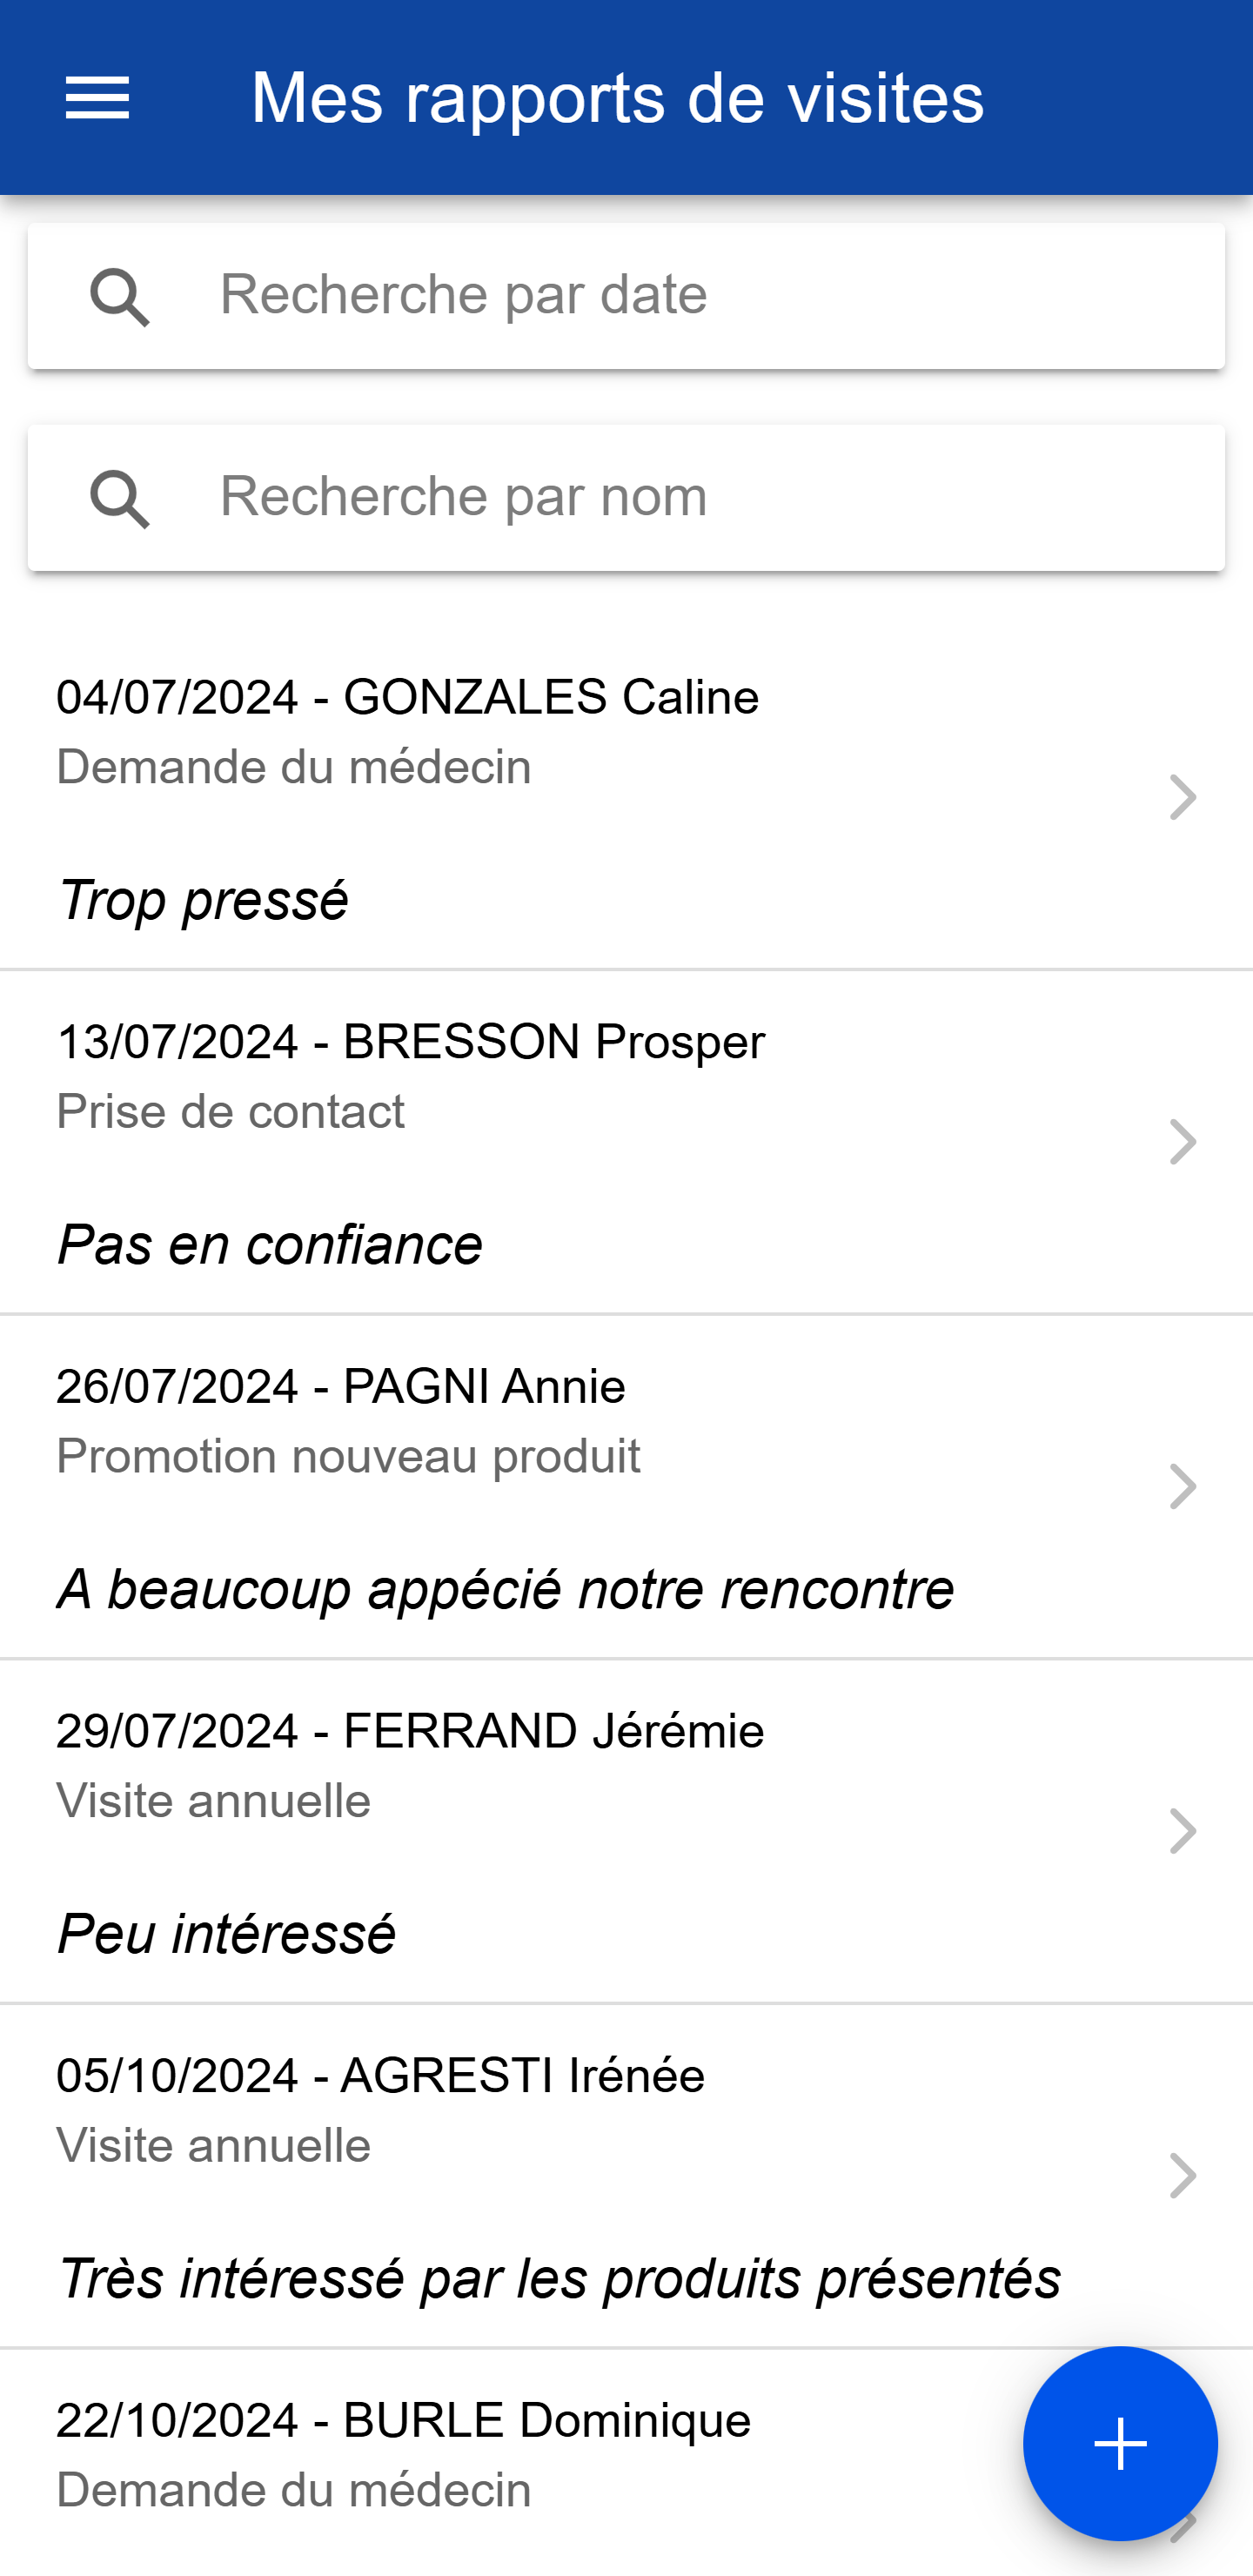 Mes rapports de visites
Recherche par date
Recherche par nom
04/07/2024 - GONZALES Caline
Demande du médecin
Trop pressé
13/07/2024 - BRESSON Prosper
Prise de contact
Pas en confiance
26/07/2024 - PAGNI Annie
Promotion nouveau produit
A beaucoup appécié notre rencontre
29/07/2024 - FERRAND Jérémie
Visite annuelle
Peu intéressé
05/10/2024 - AGRESTI Irénée
Visite annuelle
Très intéressé par les produits présentés
22/10/2024 - BURLE Dominique
Demande du médecin